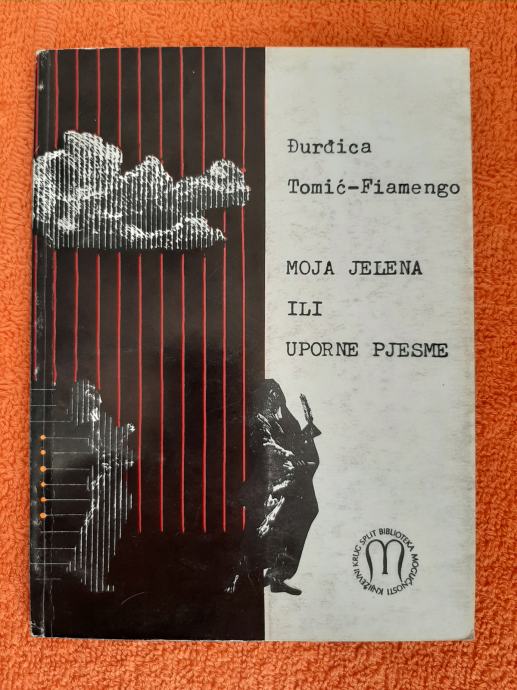 Đurđica
Tomić-Fiamengo
MOJA JELENA
ILI
UPORNE PJESME
KNJIŽEVNI KRUG SPLIT BIBLIOTEKA MOGUĆNOSTI